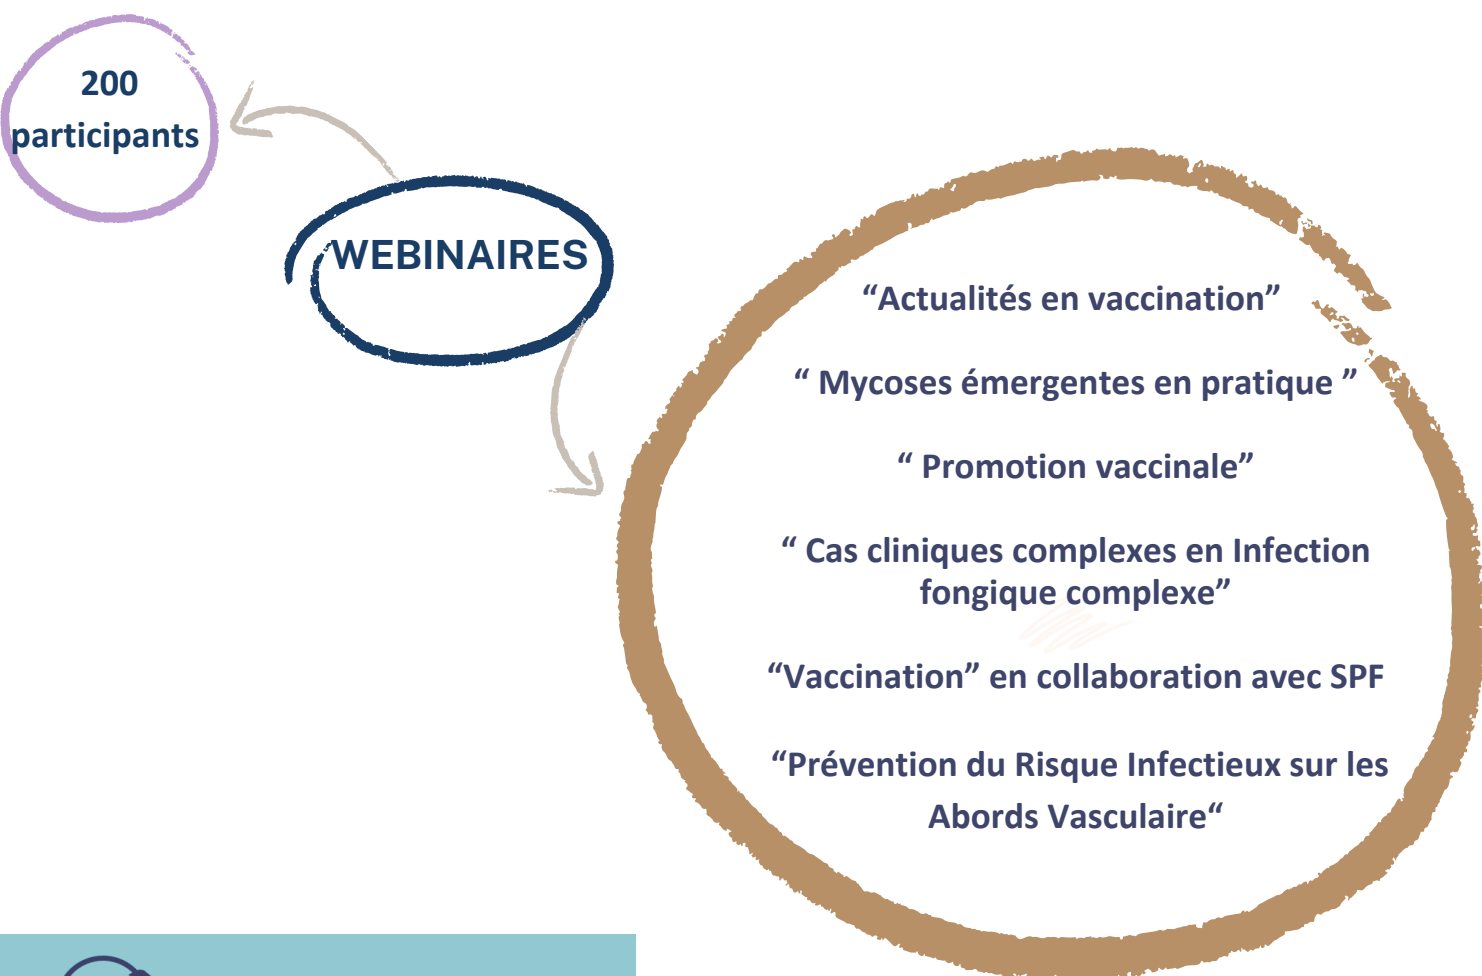 200
participants
WEBINAIRES
“Actualités en vaccination”
“ Mycoses émergentes en pratique ”
“ Promotion vaccinale”
“ Cas cliniques complexes en Infection
fongique complexe”
“Vaccination” en collaboration avec SPF
“Prévention du Risque Infectieux sur les
Abords Vasculaire“